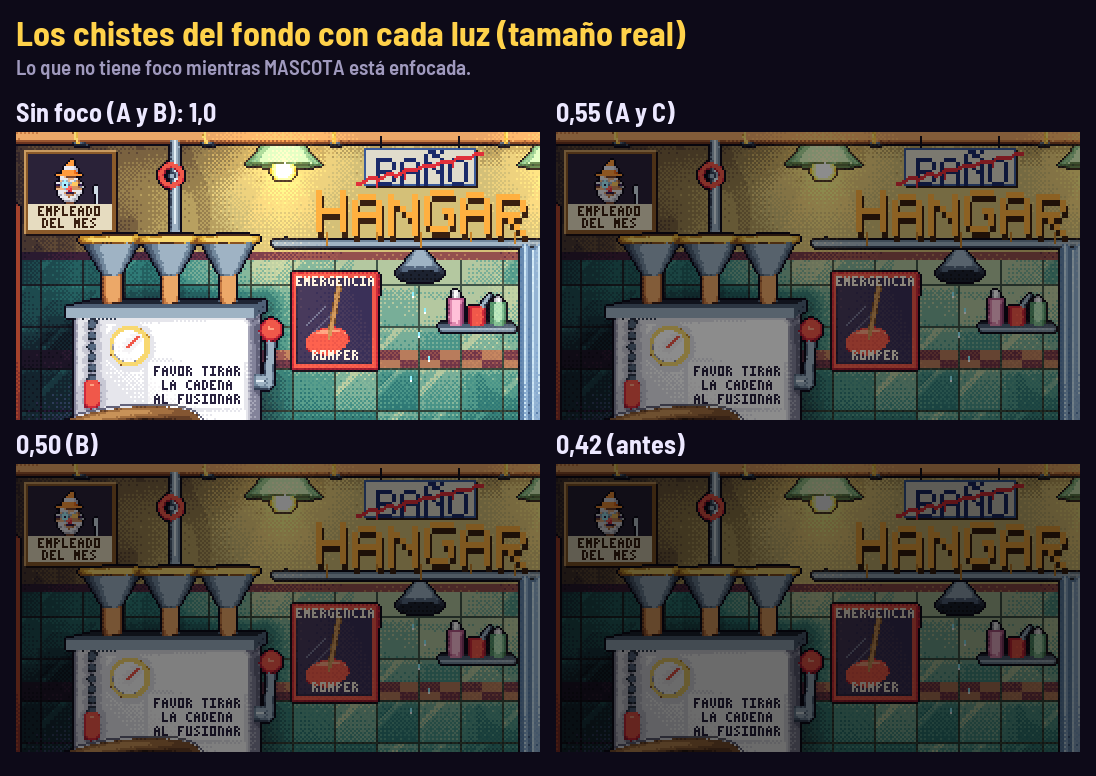 Los chistes del fondo con cada luz (tamaño real)
Lo que no tiene foco mientras MASCOTA está enfocada.
Sin foco (A y B): 1,0
EMPLEADO
DEL MES
BAÑO
HANGAR
EMERGENCIA
ROMPER
FAVOR TIRAR
LA CADENA
AL FUSIONAR
0,55 (A y C)
EMPLEADO
DEL MES
BAÑO
HANGAR
EMERGENCIA
ROMPER
FAVOR TIRAR
LA CADENA
AL FUSIONAR
0,50 (B)
EMPLEADO
DEL MES
BAÑO
HANGAR
EMERGENCIA
ROMPER
FAVOR TIRAR
LA CADENA
AL FUSIONAR
0,42 (antes)
EMPLEADO
DEL MES
BAÑO
HANGAR
EMERGENCIA
ROMPER
FAVOR TIRAR
LA CADENA
AL FUSIONAR